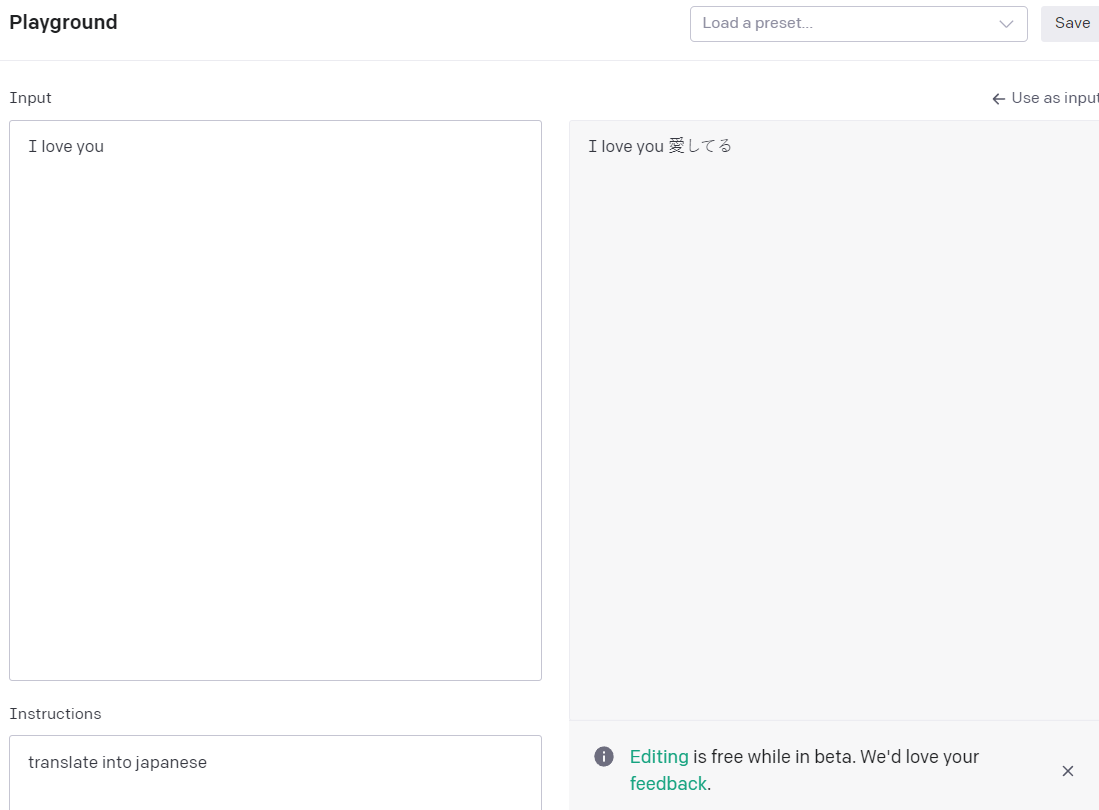 Playground
Load a preset...
Save
Input
Use as input
I love you
I love you 愛してる
Instructions
translate into japanese
Editing is free while in beta. We'd love your
feedback.